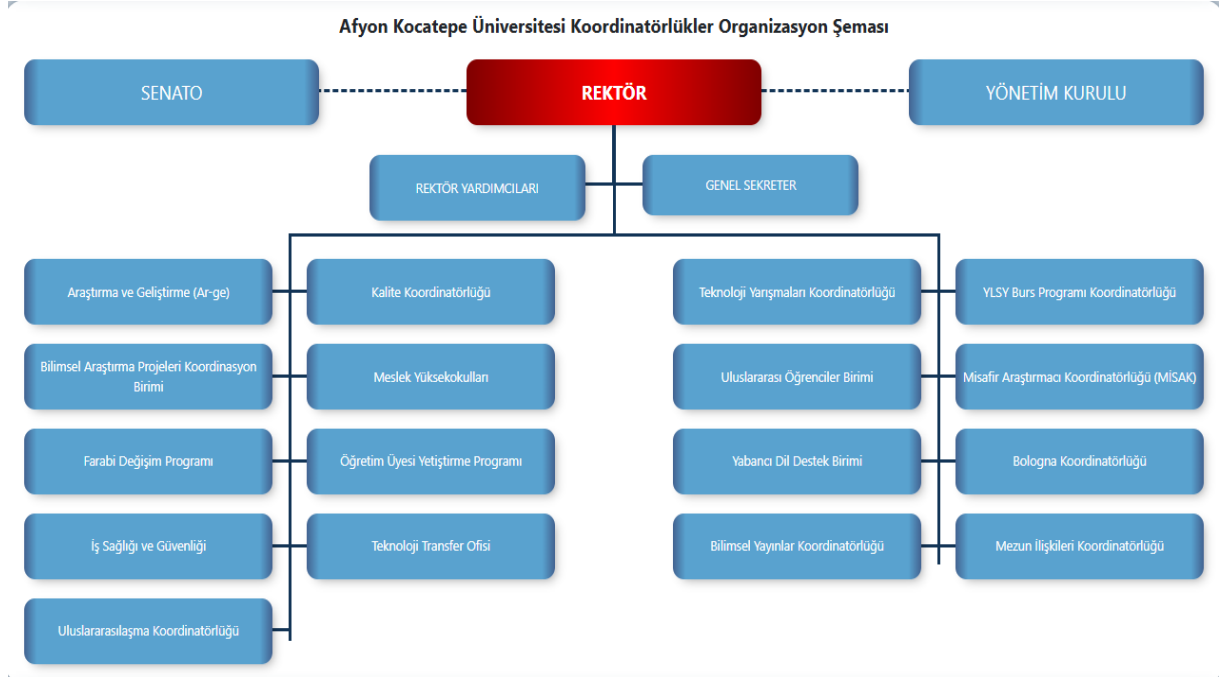 Afyon Kocatepe Üniversitesi Koordinatörlükler Organizasyon Şeması
SENATO
REKTÖR
YÖNETİM KURULU
REKTÖR YARDIMCILARI
GENEL SEKRETER
Araştırma ve Geliştirme (Ar-ge)
Kalite Koordinatörlüğü
Teknoloji Yarışmaları Koordinatörlüğü
YLSY Burs Programı Koordinatörlüğü
Bilimsel Araştırma Projeleri Koordinasyon
Birimi
Meslek Yüksekokulları
Uluslararası Öğrenciler Birimi
Misafir Araştırmacı Koordinatörlüğü (MİSAK)
Farabi Değişim Programı
Öğretim Üyesi Yetiştirme Programı
Yabancı Dil Destek Birimi
Bologna Koordinatörlüğü
İş Sağlığı ve Güvenliği
Teknoloji Transfer Ofisi
Bilimsel Yayınlar Koordinatörlüğü
Mezun İlişkileri Koordinatörlüğü
Uluslararasılaşma Koordinatörlüğü